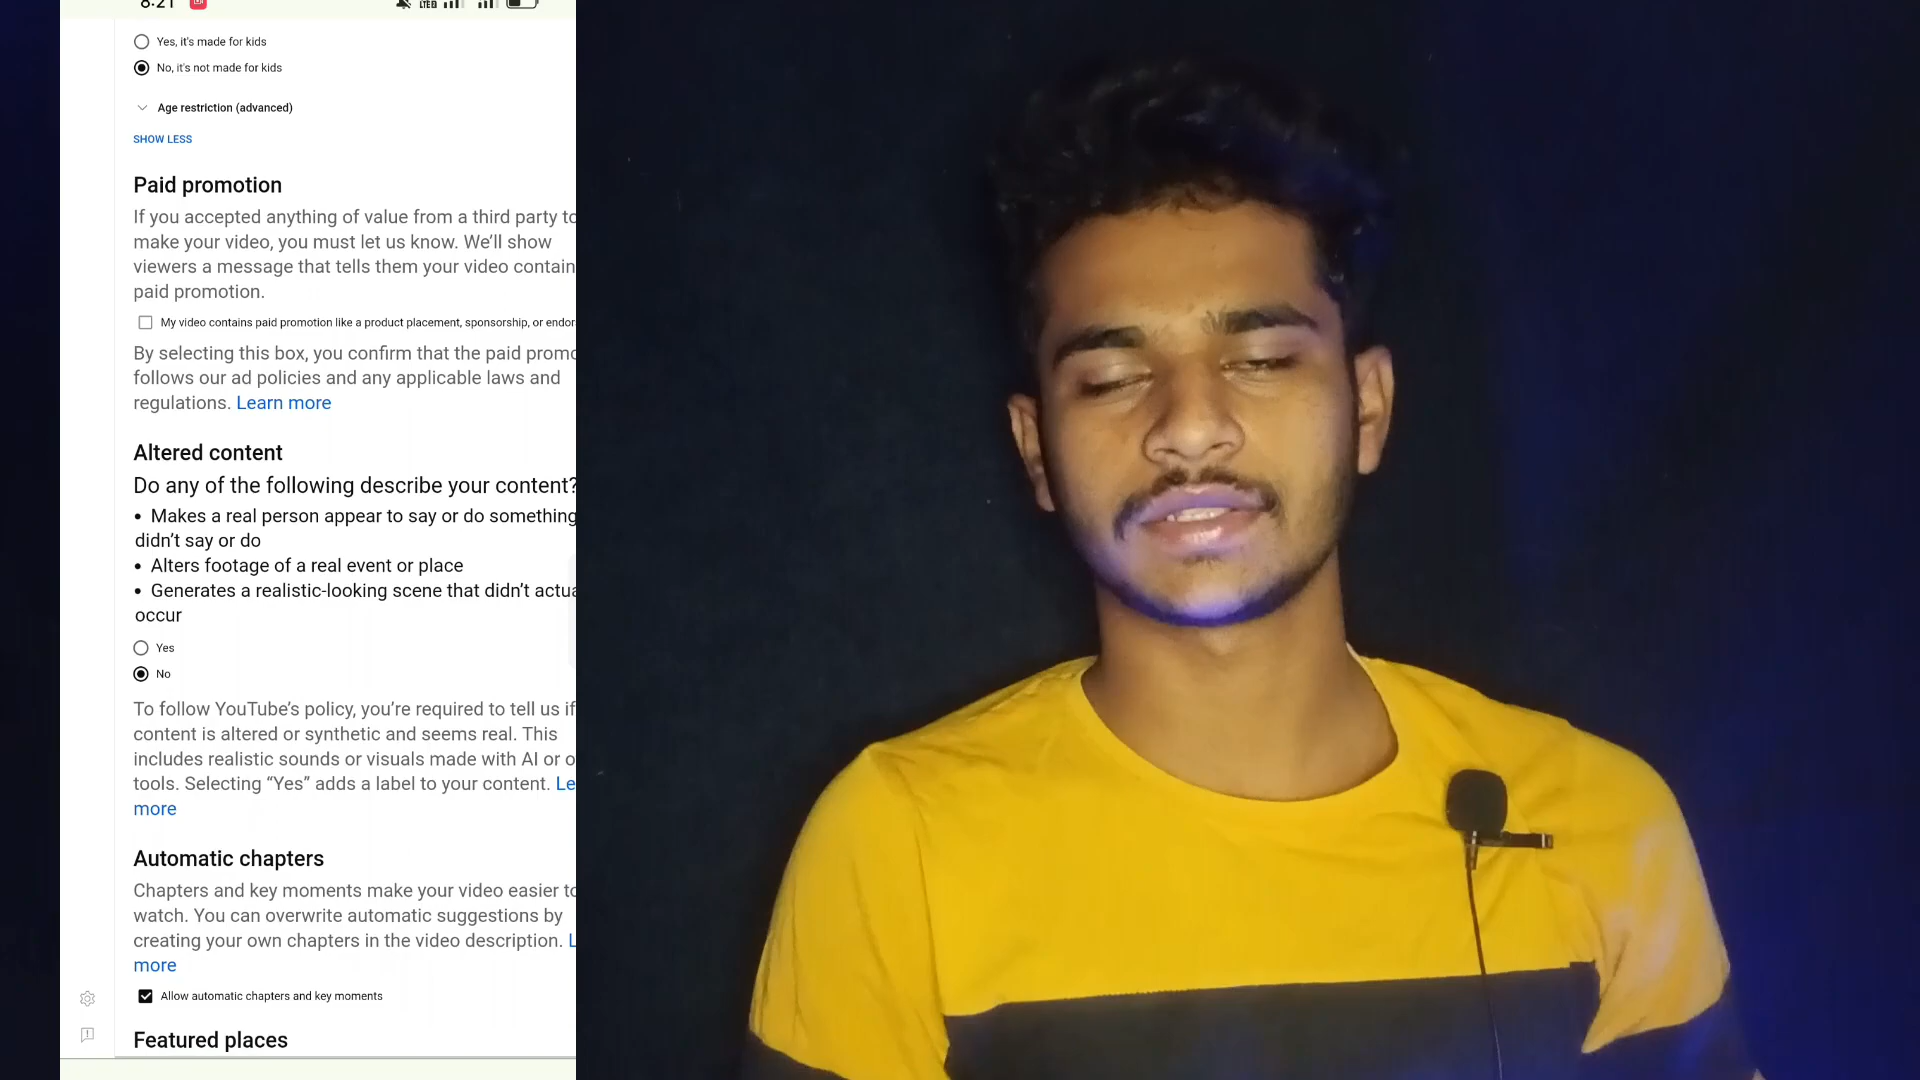 8:21
Yes, it's made for kids
No, it's not made for kids
Age restriction (advanced)
SHOW LESS
Paid promotion
If you accepted anything of value from a third party to
make your video, you must let us know. We'll show
viewers a message that tells them your video contain
paid promotion.
My video contains paid promotion like a product placement, sponsorship, or endor
By selecting this box, you confirm that the paid promo
follows our ad policies and any applicable laws and
regulations. Learn more
Altered content
Do any of the following describe your content?
• Makes a real person appear to say or do something
didn't say or do
• Alters footage of a real event or place
• Generates a realistic-looking scene that didn't actua
occur
Yes
No
To follow YouTube's policy, you're required to tell us if
content is altered or synthetic and seems real. This
includes realistic sounds or visuals made with AI or o
tools. Selecting “Yes” adds a label to your content. Le
more
Automatic chapters
Chapters and key moments make your video easier to
watch. You can overwrite automatic suggestions by
creating your own chapters in the video description. L
more
Allow automatic chapters and key moments
Featured places